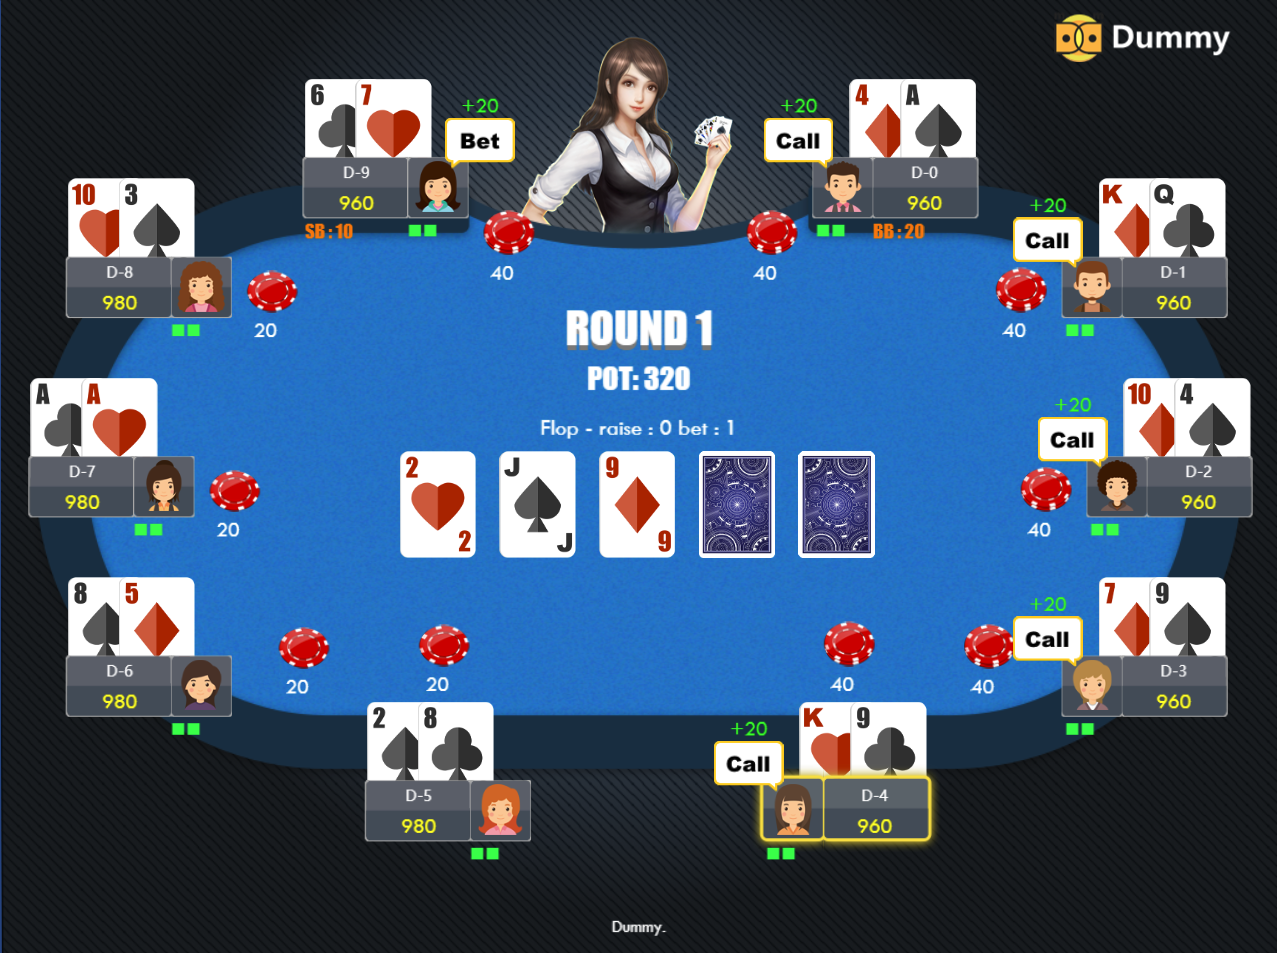 Dummy
6 7
+20
Bet
D-9
960
SB : 10
40
+20
Call
4 A
D-0
960
BB : 20
40
10 3
D-8
980
20
K Q
+20
Call
D-1
960
40
ROUND 1
POT: 320
Flop - raise : 0 bet : 1
A A
D-7
980
20
2 2
J J
9 9
10 4
+20
Call
D-2
960
40
8 5
D-6
980
20
7 9
+20
Call
D-3
960
40
20
2 8
D-5
980
40
K 9
+20
Call
D-4
960
Dummy.